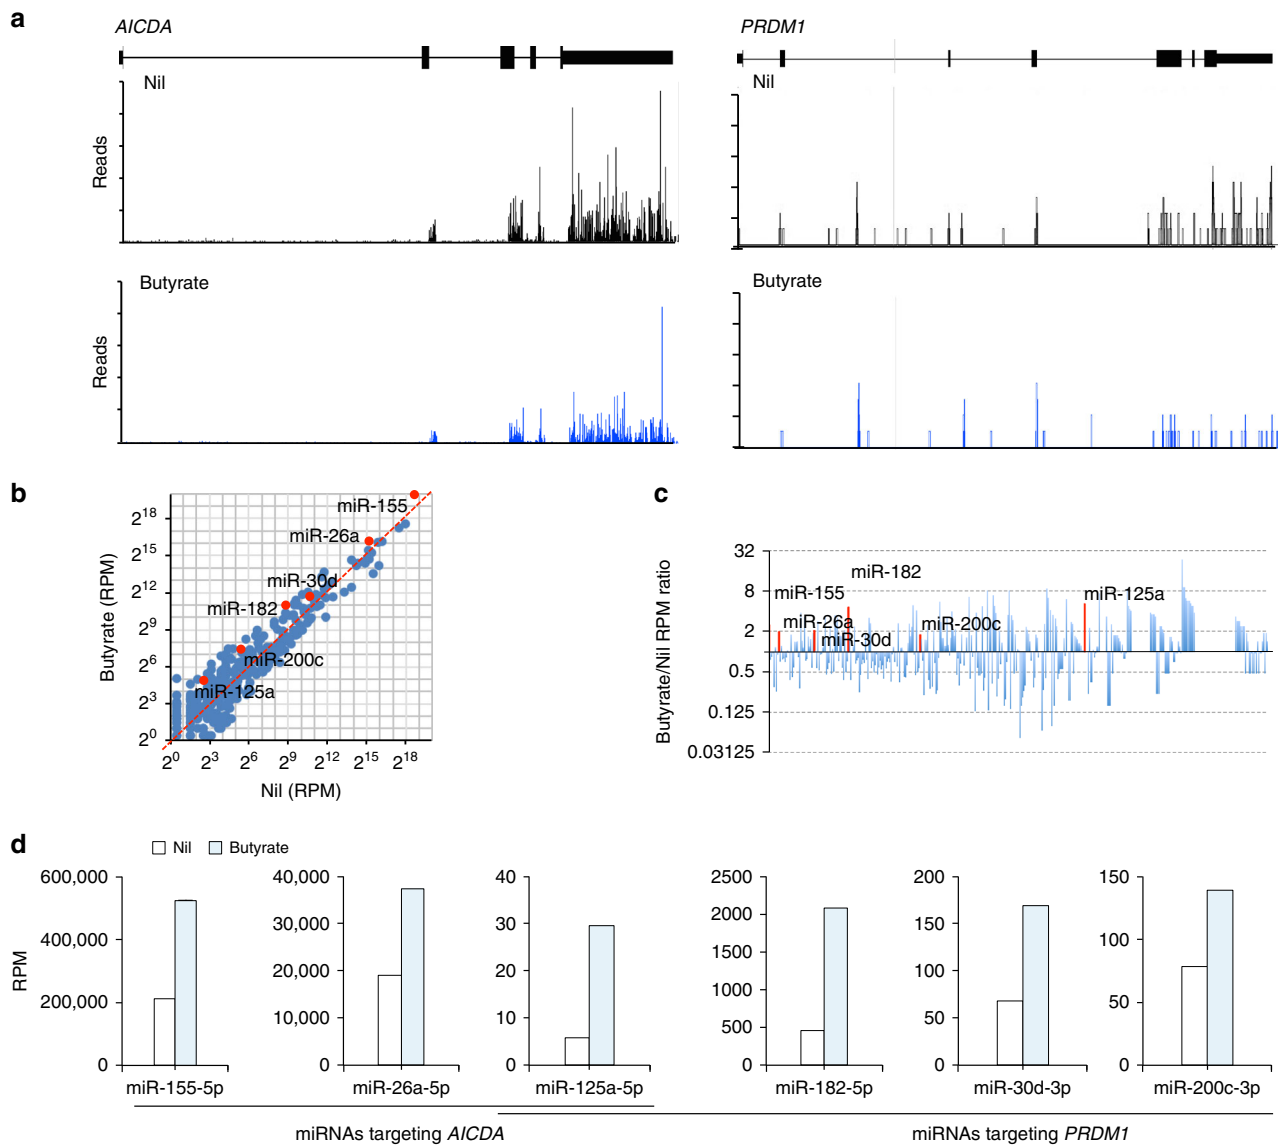 a
AICDA
PRDM1
Nil
Nil
Reads
Butyrate
Butyrate
Reads
b
Butyrate (RPM)
2^18
2^15
2^12
2^9
2^6
2^3
2^0
miR-155
miR-26a
miR-30d
miR-182
miR-200c
miR-125a
2^0 2^3 2^6 2^9 2^12 2^15 2^18
Nil (RPM)
c
Butyrate/Nil RPM ratio
32
8
2
0.5
0.125
0.03125
miR-182
miR-155
miR-125a
miR-26a
miR-200c
miR-30d
d
Nil Butyrate
RPM
600,000
400,000
200,000
0
miR-155-5p
40,000
30,000
20,000
10,000
0
miR-26a-5p
40
30
20
10
0
miR-125a-5p
2500
2000
1500
1000
500
0
miR-182-5p
200
150
100
50
0
miR-30d-3p
150
100
50
0
miR-200c-3p
miRNAs targeting AICDA
miRNAs targeting PRDM1